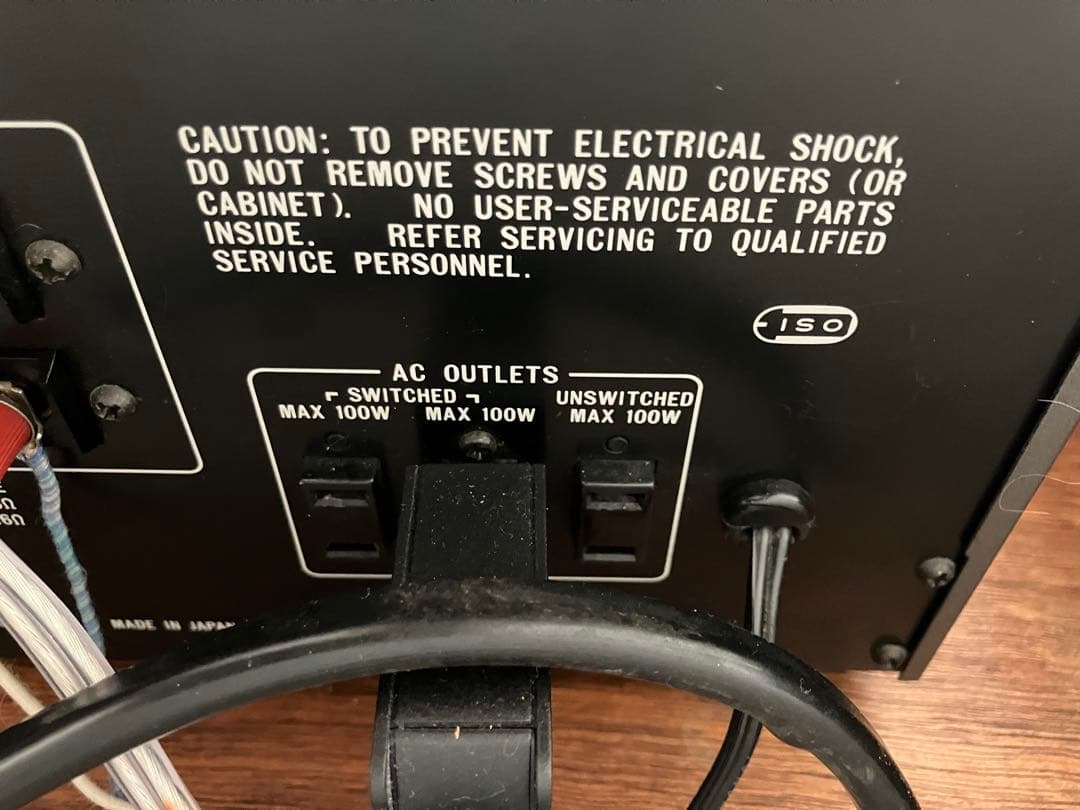 CAUTION: TO PREVENT ELECTRICAL SHOCK,
DO NOT REMOVE SCREWS AND COVERS (OR
CABINET). NO USER-SERVICEABLE PARTS
INSIDE. REFER SERVICING TO QUALIFIED
SERVICE PERSONNEL.
ISO
AC OUTLETS
SWITCHED
UNSWITCHED
MAX 100W MAX 100W MAX 100W
MADE IN JAPAN